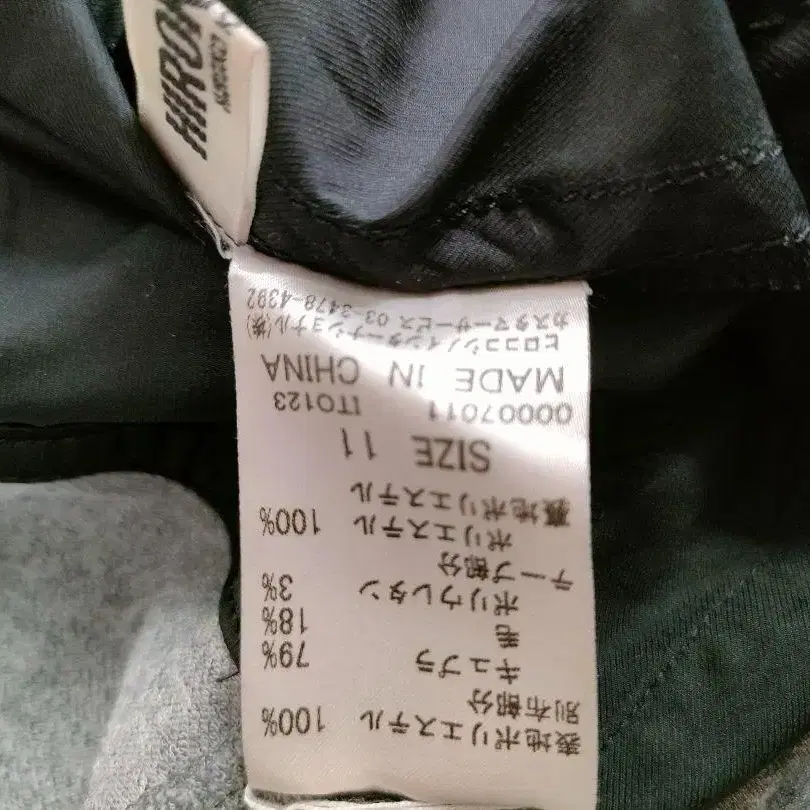 表地ポリエステル 100%
別布部分
キュプラ 79%
毛 18%
ポリウレタン 3%
テープ部分
ポリエステル 100%
裏地ポリエステル
SIZE 11
00007011 ITO123
MADE IN CHINA
ヒロココシノインターナショナル(株)
カスタマーサービス 03-3478-4392
HIRO